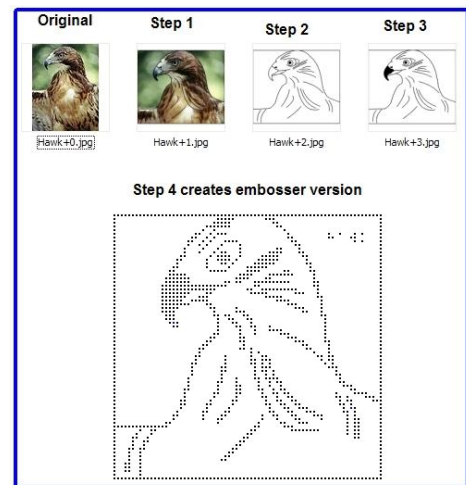 Original Step 1 Step 2 Step 3
Hawk+0.jpg Hawk+1.jpg Hawk+2.jpg Hawk+3.jpg
Step 4 creates embosser version